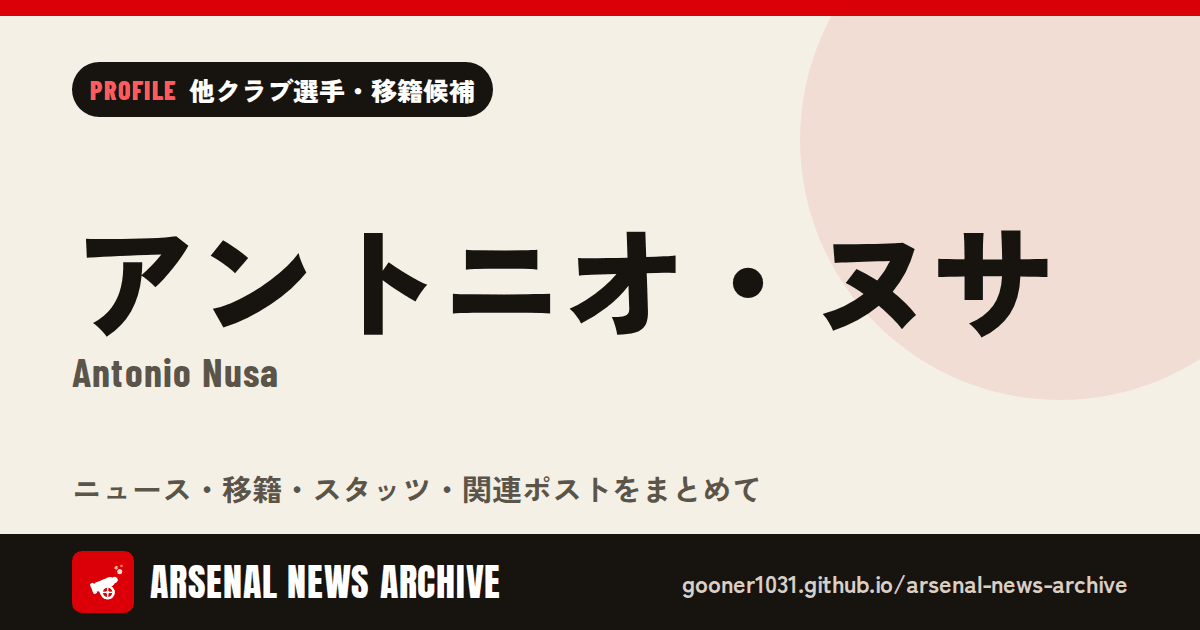 PROFILE 他クラブ選手・移籍候補
アントニオ・ヌサ
Antonio Nusa
ニュース・移籍・スタッツ・関連ポストをまとめて
ARSENAL NEWS ARCHIVE
gooner1031.github.io/arsenal-news-archive